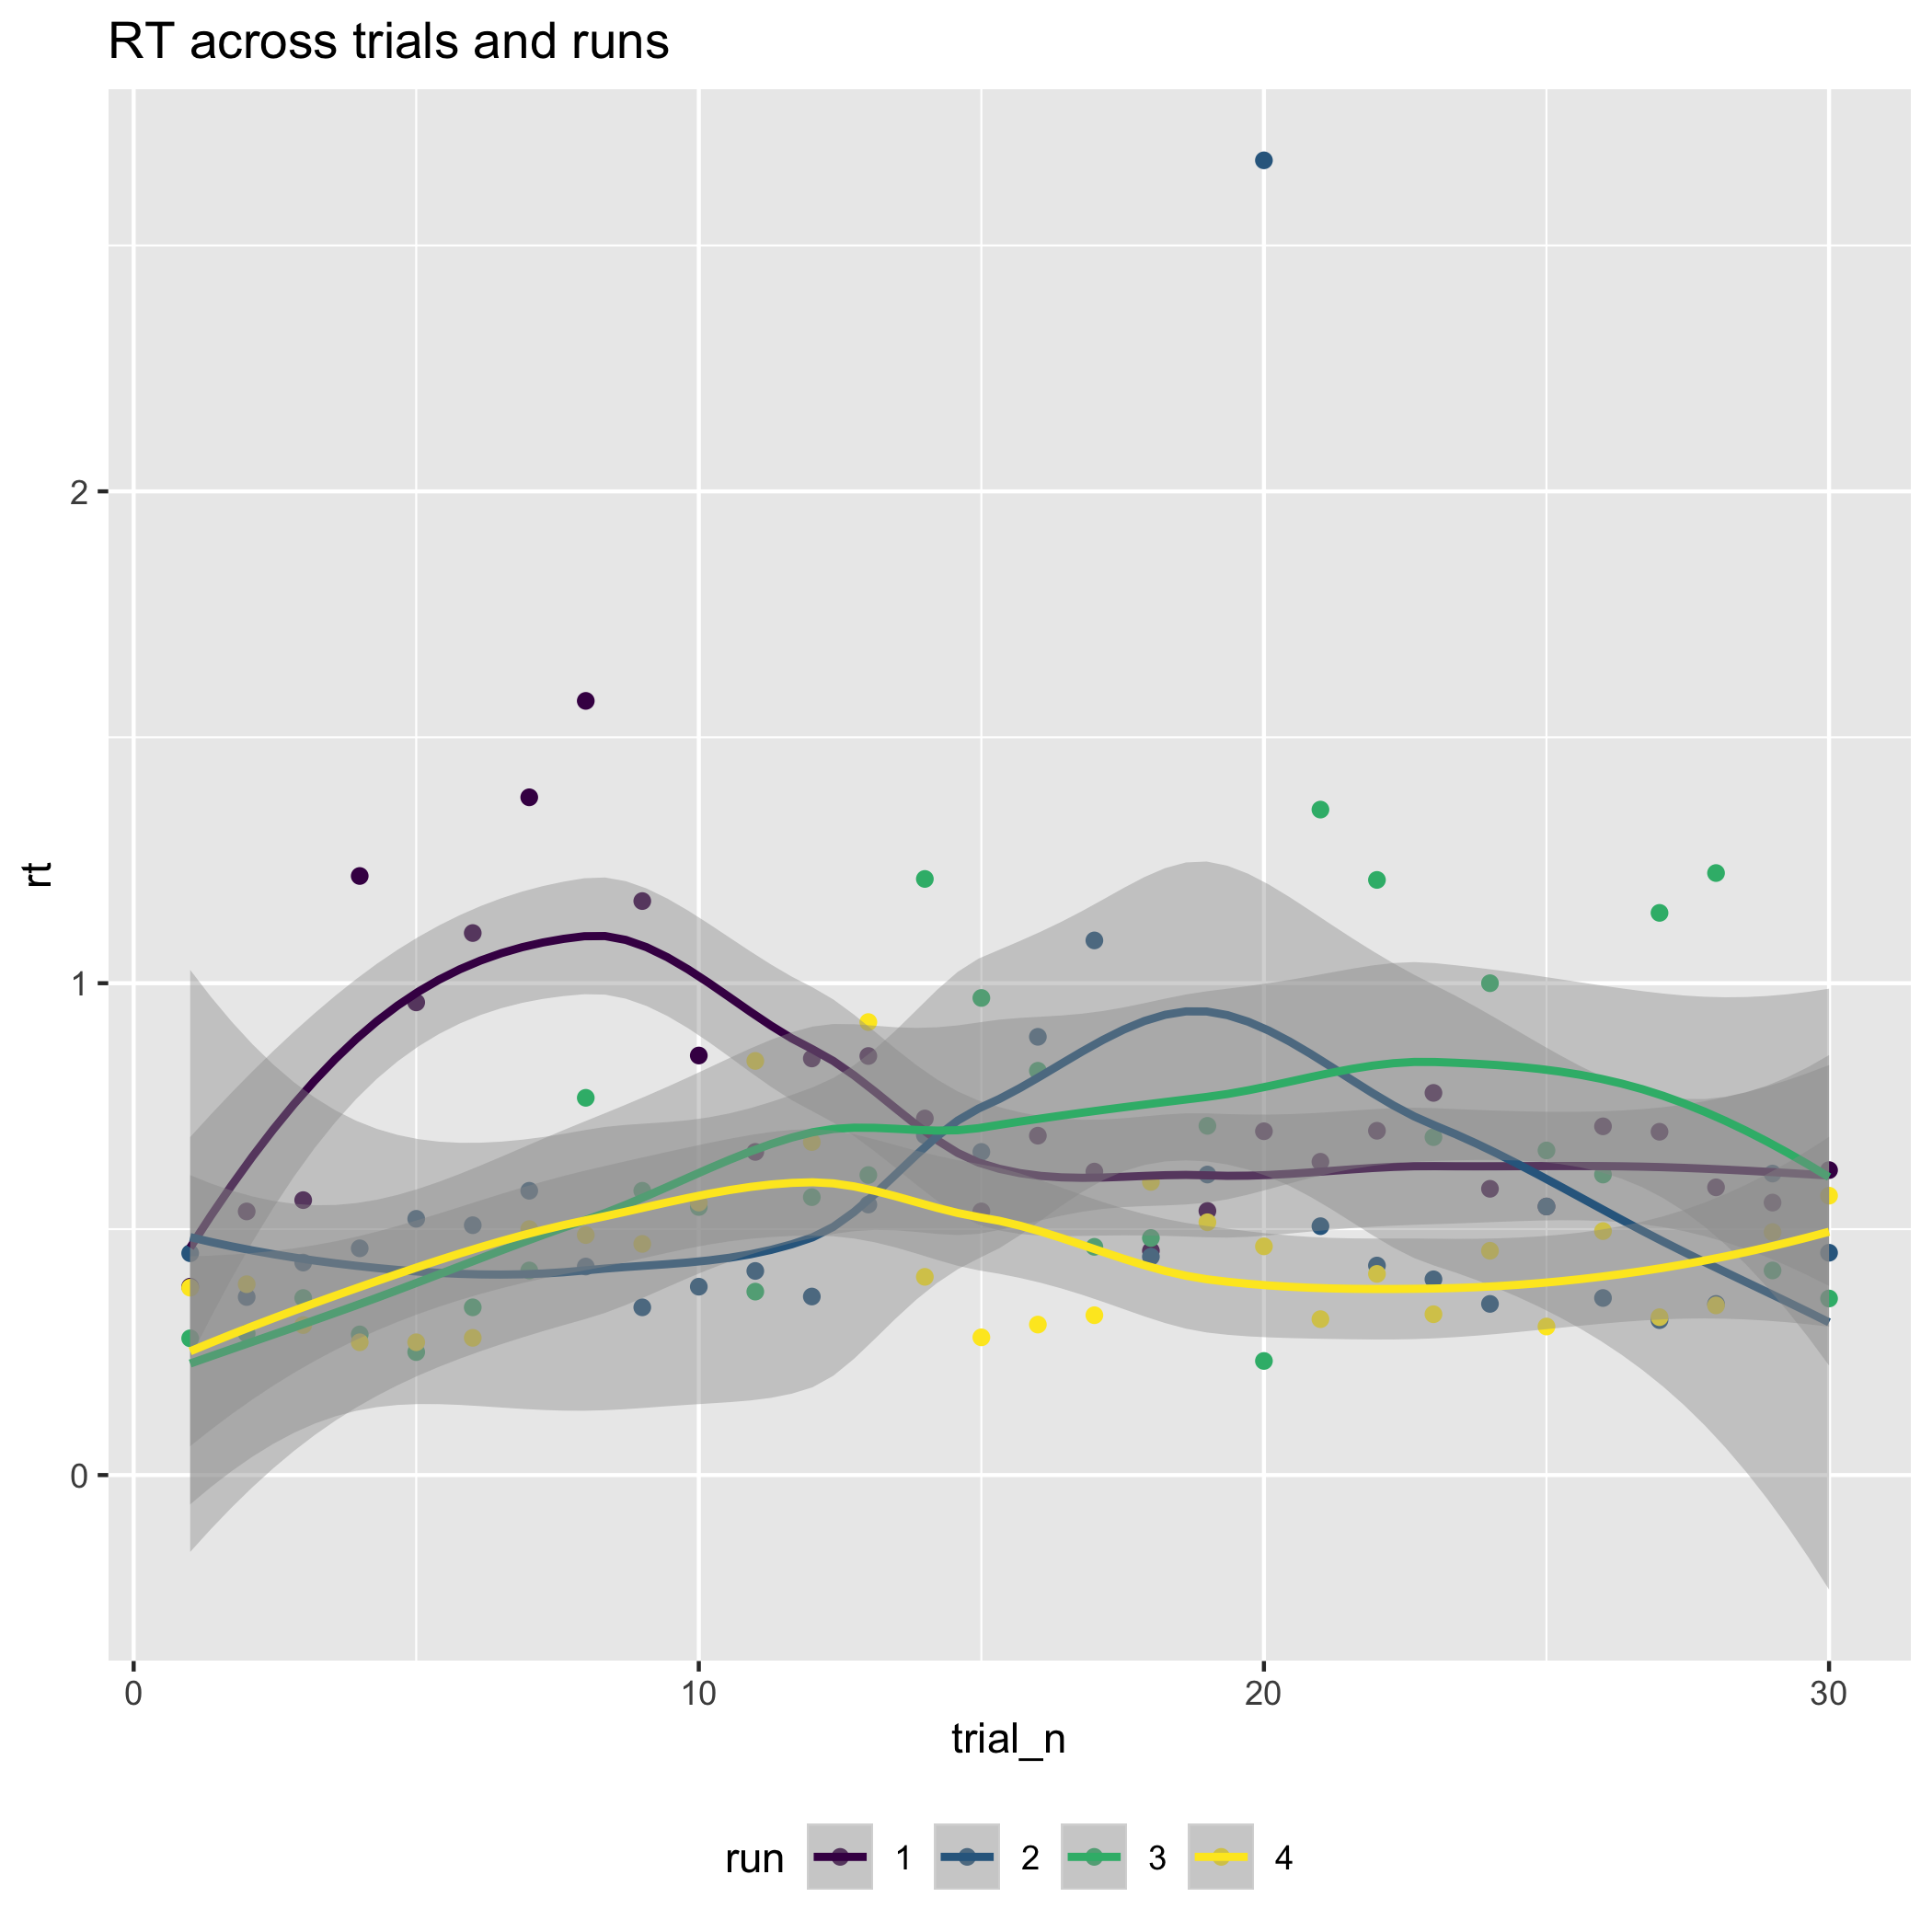 RT across trials and runs
2
1
0
rt
0 10 20 30
trial_n
run 1 2 3 4